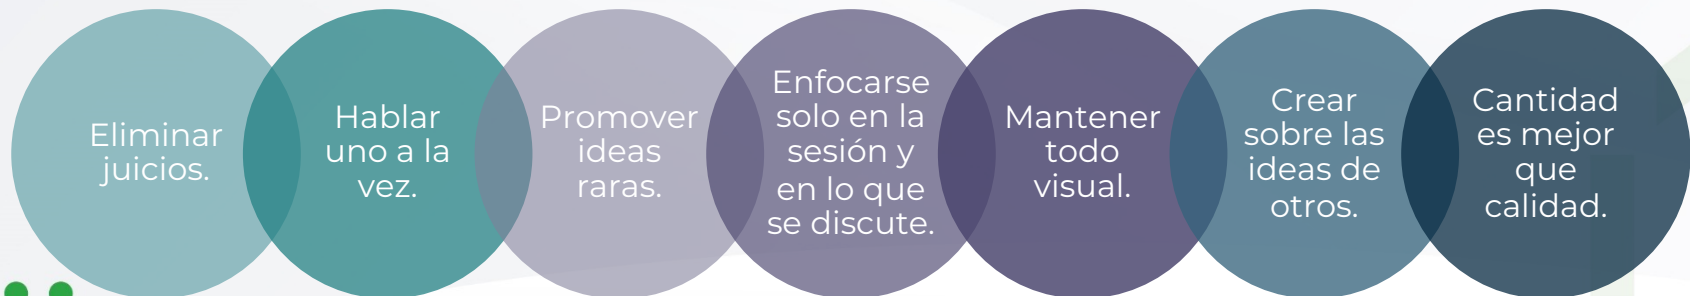 Eliminar
juicios.
Hablar
uno a la
vez.
Promover
ideas
raras.
Enfocarse
solo en la
sesión y
en lo que
se discute.
Mantener
todo
visual.
Crear
sobre las
ideas de
otros.
Cantidad
es mejor
que
calidad.